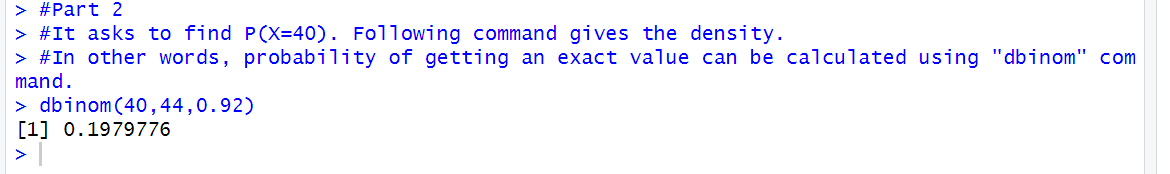 > #Part 2
> #It asks to find P(X=40). Following command gives the density.
> #In other words, probability of getting an exact value can be calculated using "dbinom" com
mand.
> dbinom(40,44,0.92)
[1] 0.1979776
>